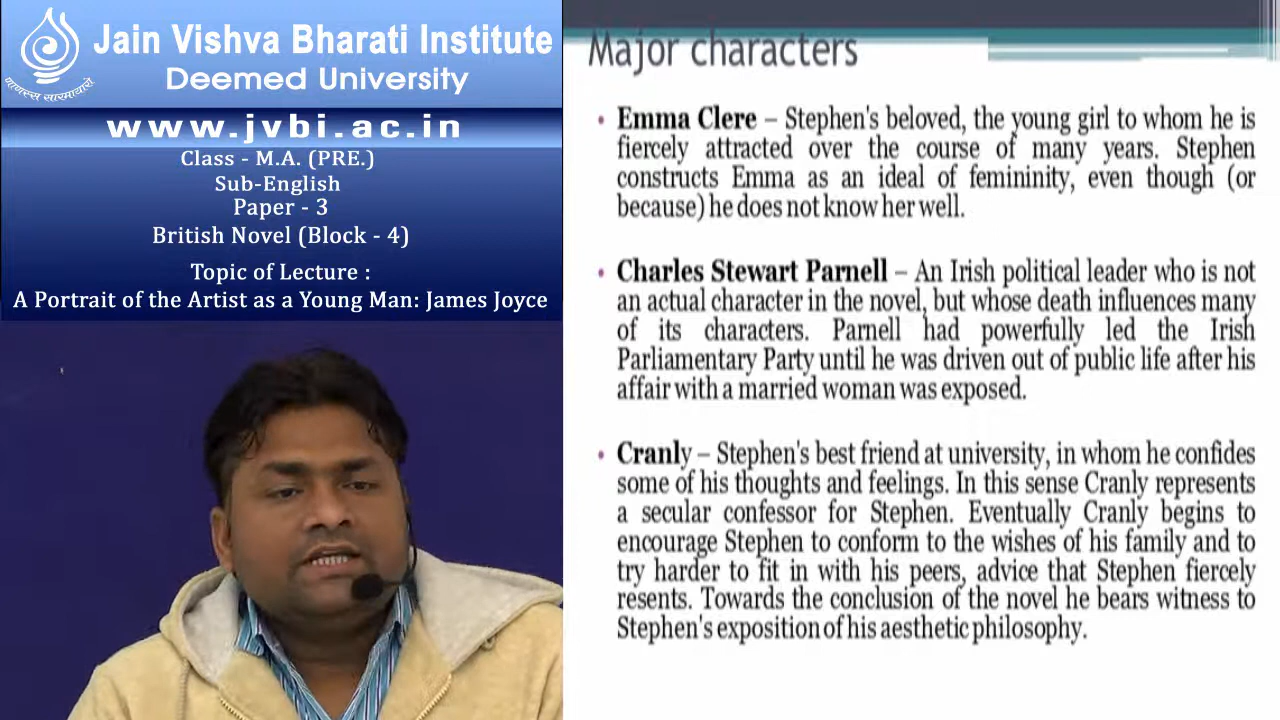 Jain Vishva Bharati Institute
Deemed University
णाणस्स सारमायारो
www.jvbi.ac.in
Class - M.A. (PRE.)
Sub-English
Paper - 3
British Novel (Block - 4)
Topic of Lecture :
A Portrait of the Artist as a Young Man: James Joyce
Major characters
• Emma Clere – Stephen's beloved, the young girl to whom he is
fiercely attracted over the course of many years. Stephen
constructs Emma as an ideal of femininity, even though (or
because) he does not know her well.
• Charles Stewart Parnell – An Irish political leader who is not
an actual character in the novel, but whose death influences many
of its characters. Parnell had powerfully led the Irish
Parliamentary Party until he was driven out of public life after his
affair with a married woman was exposed.
• Cranly – Stephen's best friend at university, in whom he confides
some of his thoughts and feelings. In this sense Cranly represents
a secular confessor for Stephen. Eventually Cranly begins to
encourage Stephen to conform to the wishes of his family and to
try harder to fit in with his peers, advice that Stephen fiercely
resents. Towards the conclusion of the novel he bears witness to
Stephen's exposition of his aesthetic philosophy.